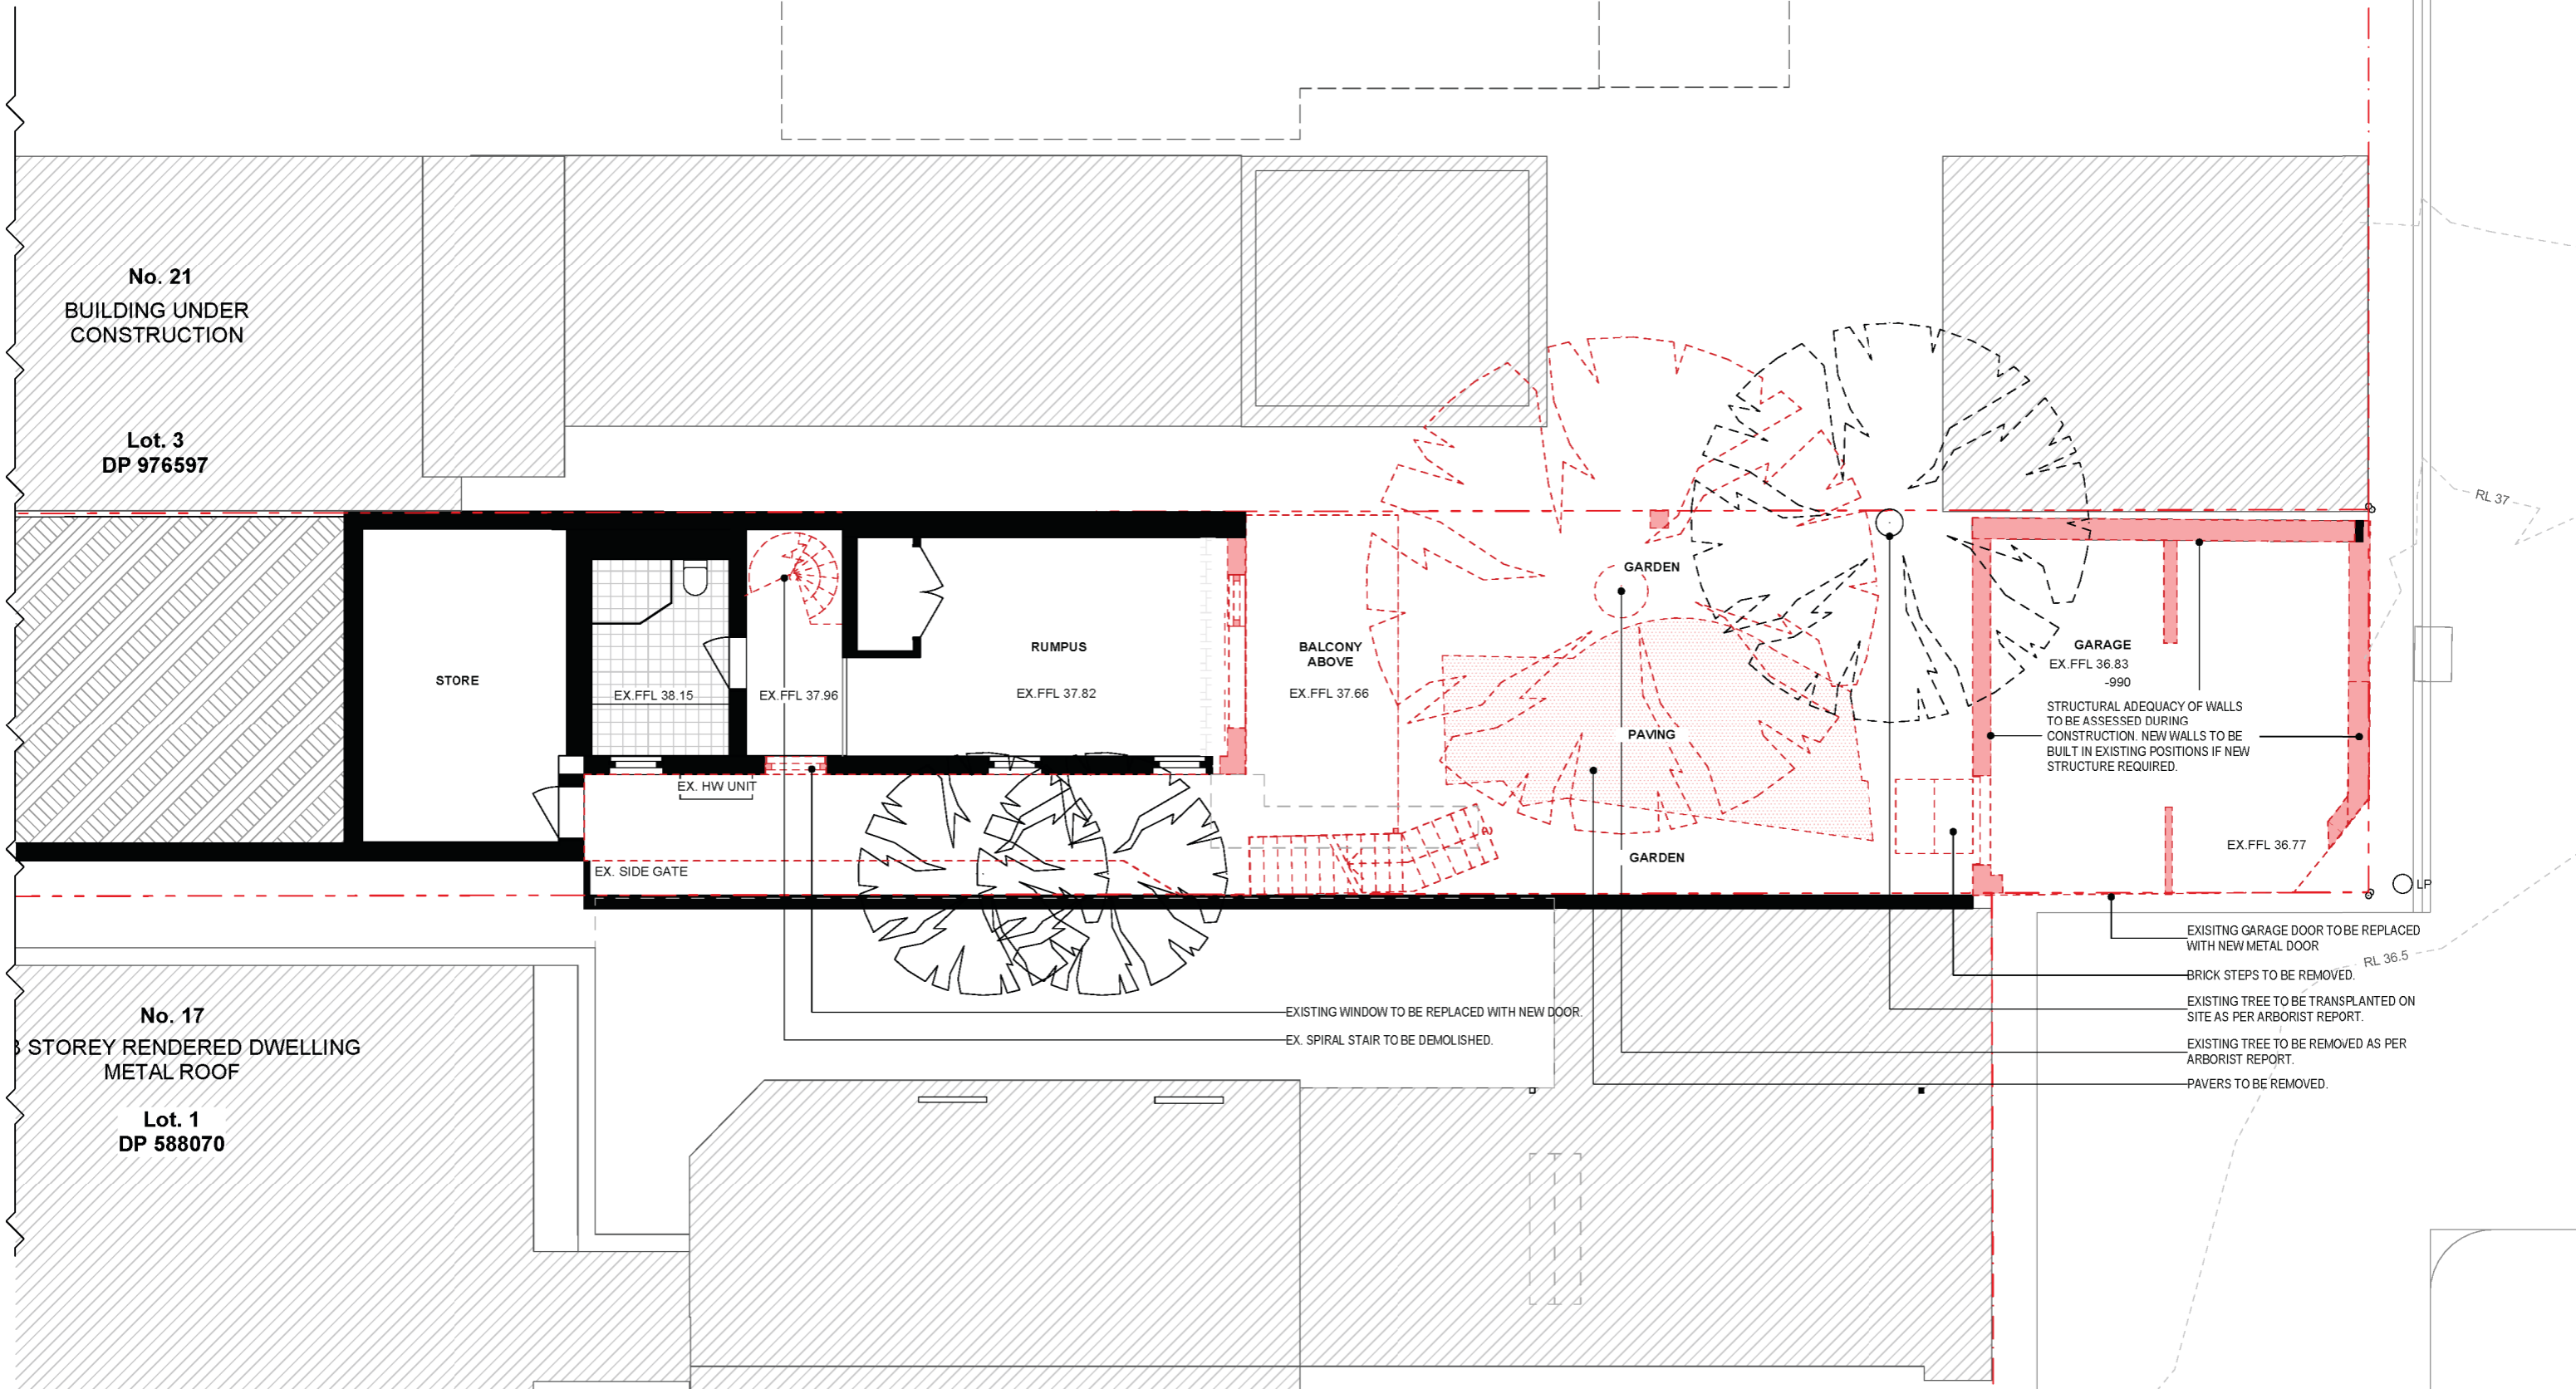 No. 21
BUILDING UNDER
CONSTRUCTION
Lot. 3
DP 976597
RL 37
STORE
EX.FFL 38.15
EX.FFL 37.96
RUMPUS
EX.FFL 37.82
BALCONY
ABOVE
EX.FFL 37.66
GARDEN
PAVING
GARDEN
GARAGE
EX.FFL 36.83
-990
STRUCTURAL ADEQUACY OF WALLS
TO BE ASSESSED DURING
CONSTRUCTION. NEW WALLS TO BE
BUILT IN EXISTING POSITIONS IF NEW
STRUCTURE REQUIRED.
EX.FFL 36.77
LP
EX. HW UNIT
EX. SIDE GATE
EXISITNG GARAGE DOOR TO BE REPLACED
WITH NEW METAL DOOR
RL 36.5
BRICK STEPS TO BE REMOVED.
EXISTING TREE TO BE TRANSPLANTED ON
SITE AS PER ARBORIST REPORT.
EXISTING TREE TO BE REMOVED AS PER
ARBORIST REPORT.
PAVERS TO BE REMOVED.
EXISTING WINDOW TO BE REPLACED WITH NEW DOOR.
EX. SPIRAL STAIR TO BE DEMOLISHED.
No. 17
STOREY RENDERED DWELLING
METAL ROOF
Lot. 1
DP 588070